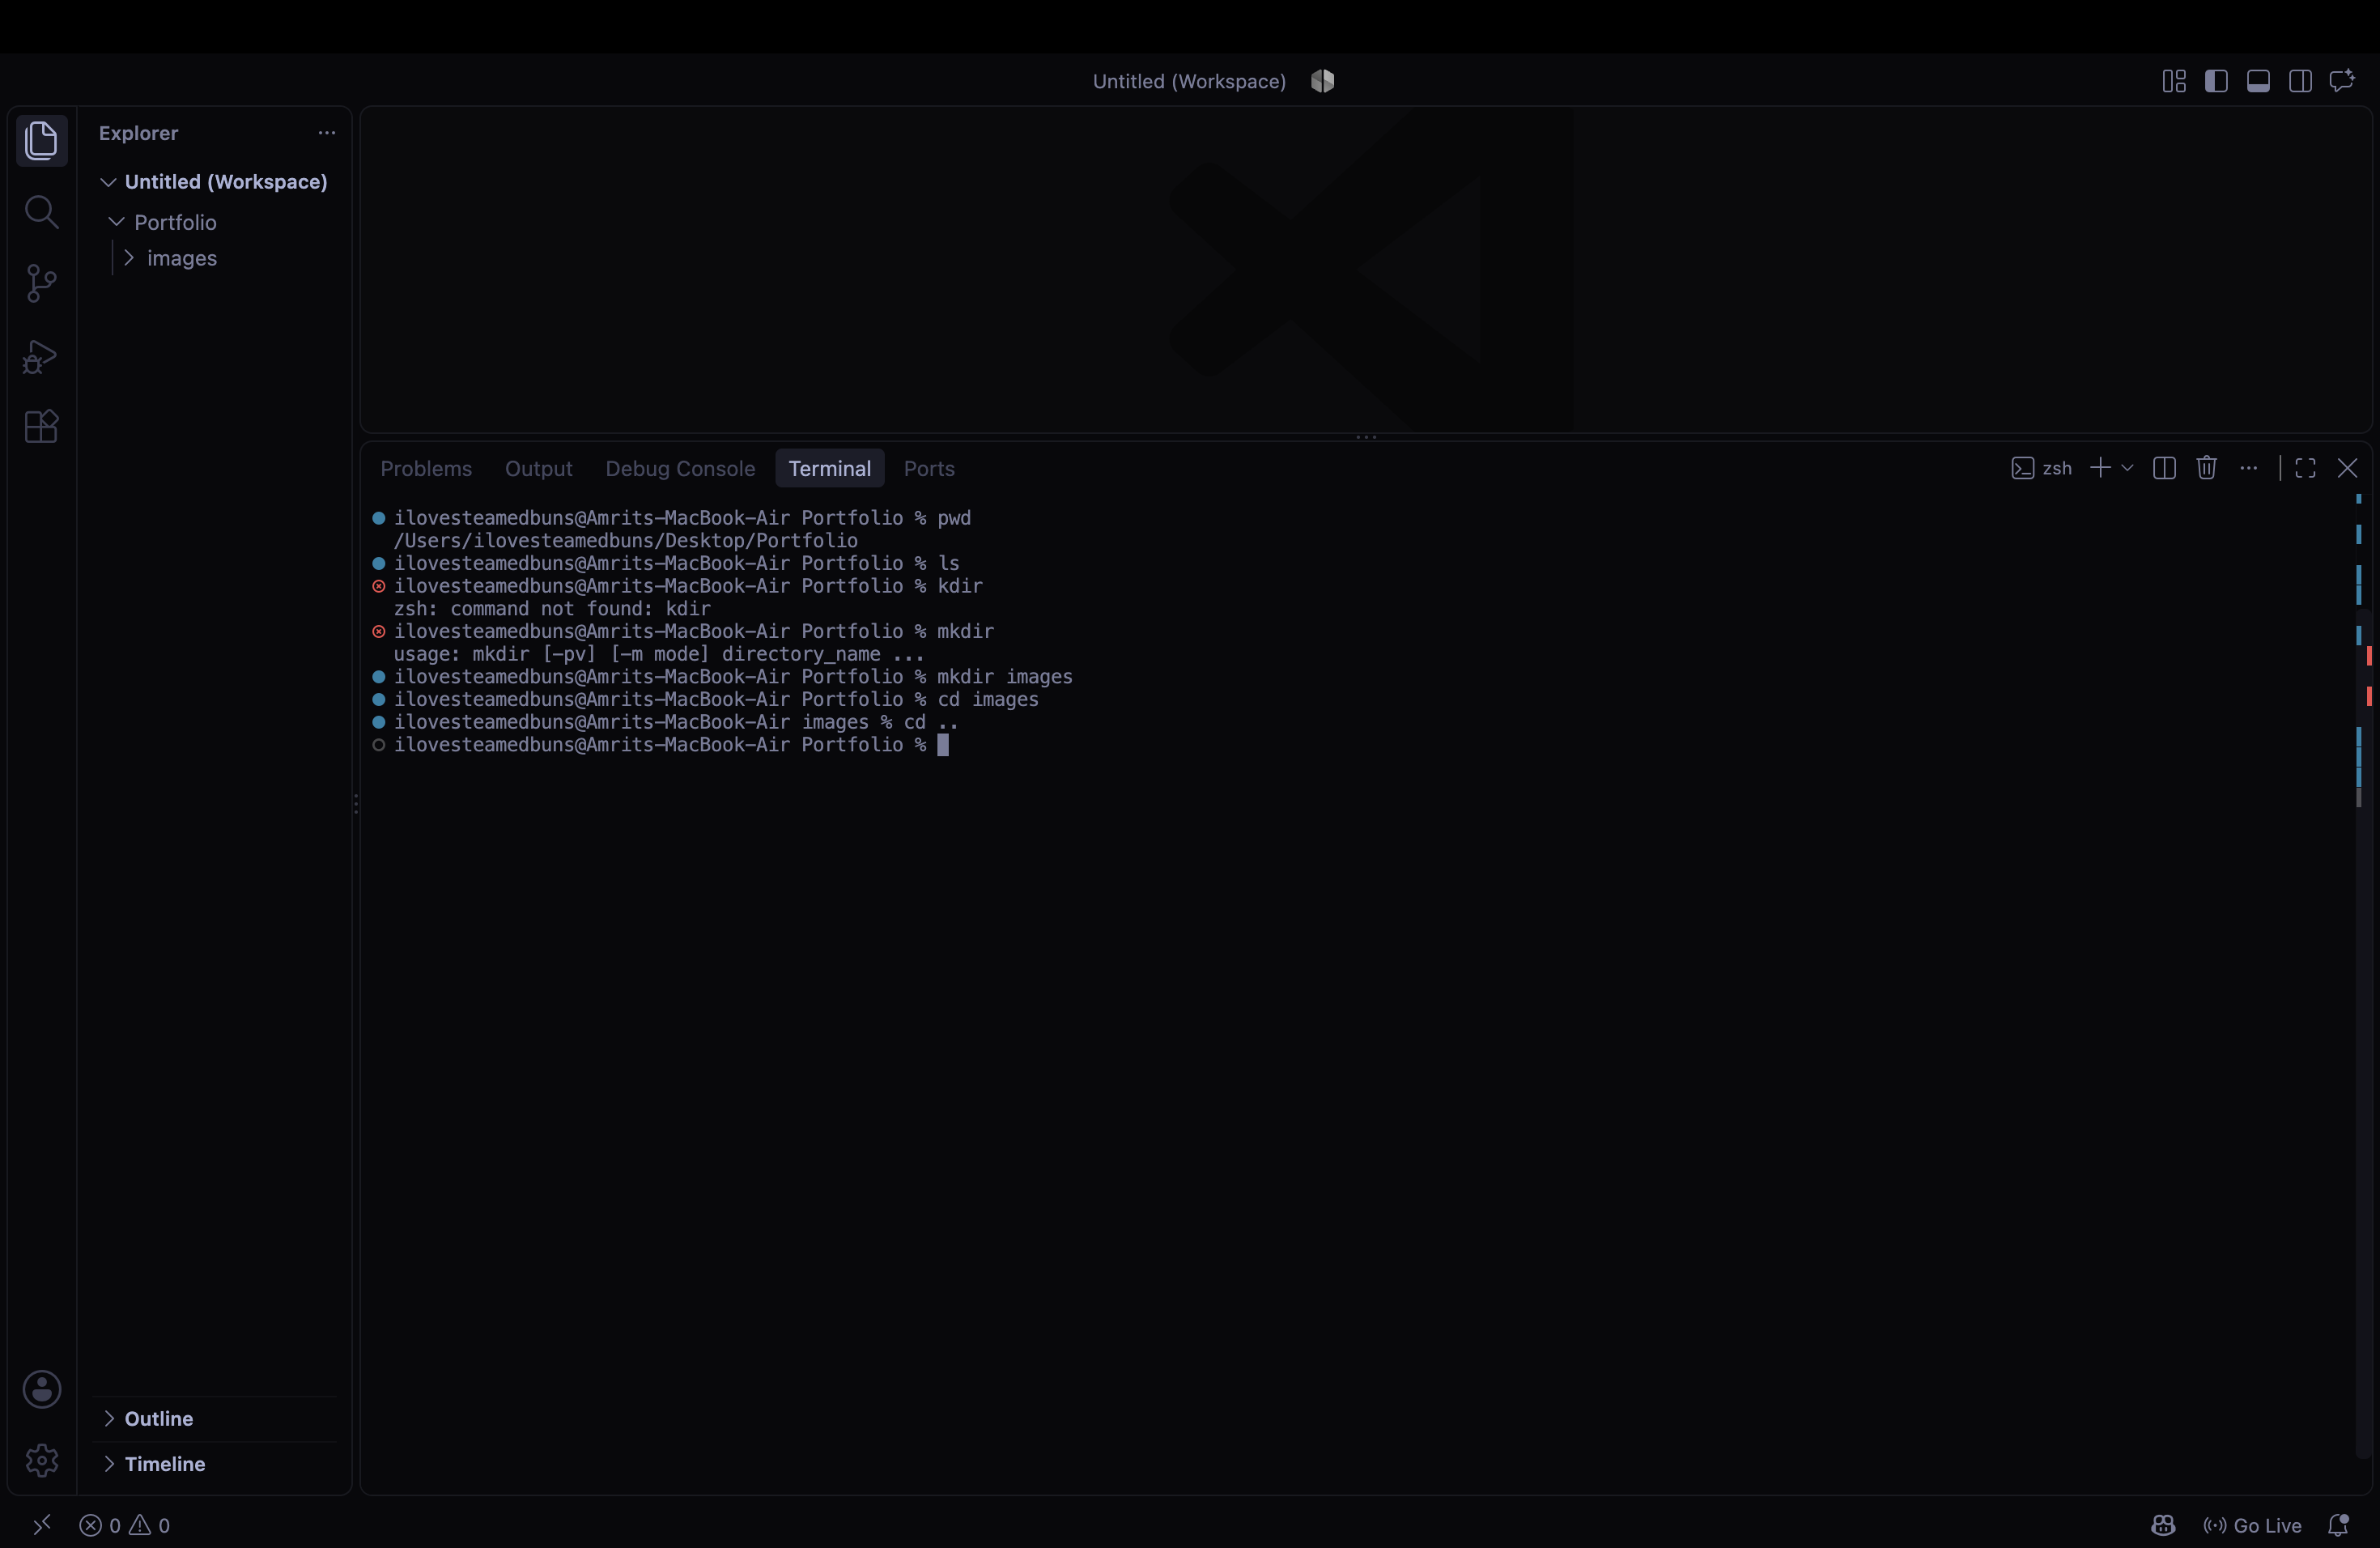 Untitled (Workspace)
Explorer
Untitled (Workspace)
Portfolio
images
Problems Output Debug Console Terminal Ports
zsh
ilovesteamedbuns@Amrits-MacBook-Air Portfolio % pwd
/Users/ilovesteamedbuns/Desktop/Portfolio
ilovesteamedbuns@Amrits-MacBook-Air Portfolio % ls
ilovesteamedbuns@Amrits-MacBook-Air Portfolio % kdir
zsh: command not found: kdir
ilovesteamedbuns@Amrits-MacBook-Air Portfolio % mkdir
usage: mkdir [-pv] [-m mode] directory_name ...
ilovesteamedbuns@Amrits-MacBook-Air Portfolio % mkdir images
ilovesteamedbuns@Amrits-MacBook-Air Portfolio % cd images
ilovesteamedbuns@Amrits-MacBook-Air images % cd ..
ilovesteamedbuns@Amrits-MacBook-Air Portfolio %
Outline
Timeline
0 0
Go Live